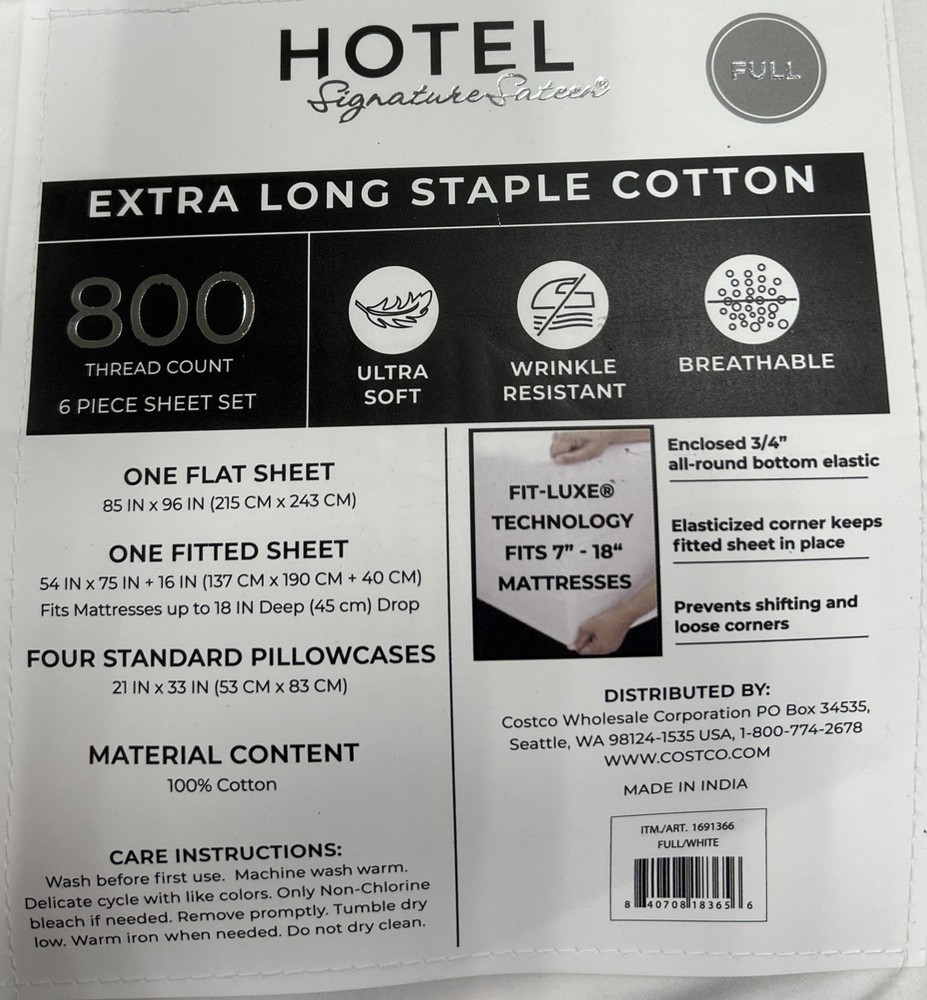 HOTEL
Signature Sateen®
FULL
EXTRA LONG STAPLE COTTON
800
THREAD COUNT
6 PIECE SHEET SET
ULTRA
SOFT
WRINKLE
RESISTANT
BREATHABLE
ONE FLAT SHEET
85 IN x 96 IN (215 CM x 243 CM)
ONE FITTED SHEET
54 IN x 75 IN + 16 IN (137 CM x 190 CM + 40 CM)
Fits Mattresses up to 18 IN Deep (45 cm) Drop
FOUR STANDARD PILLOWCASES
21 IN x 33 IN (53 CM x 83 CM)
MATERIAL CONTENT
100% Cotton
CARE INSTRUCTIONS:
Wash before first use. Machine wash warm.
Delicate cycle with like colors. Only Non-Chlorine
bleach if needed. Remove promptly. Tumble dry
low. Warm iron when needed. Do not dry clean.
FIT-LUXE®
TECHNOLOGY
FITS 7” - 18“
MATTRESSES
Enclosed 3/4”
all-round bottom elastic
Elasticized corner keeps
fitted sheet in place
Prevents shifting and
loose corners
DISTRIBUTED BY:
Costco Wholesale Corporation PO Box 34535,
Seattle, WA 98124-1535 USA, 1-800-774-2678
WWW.COSTCO.COM
MADE IN INDIA
ITM./ART. 1691366
FULL/WHITE
8 40708 18365 6